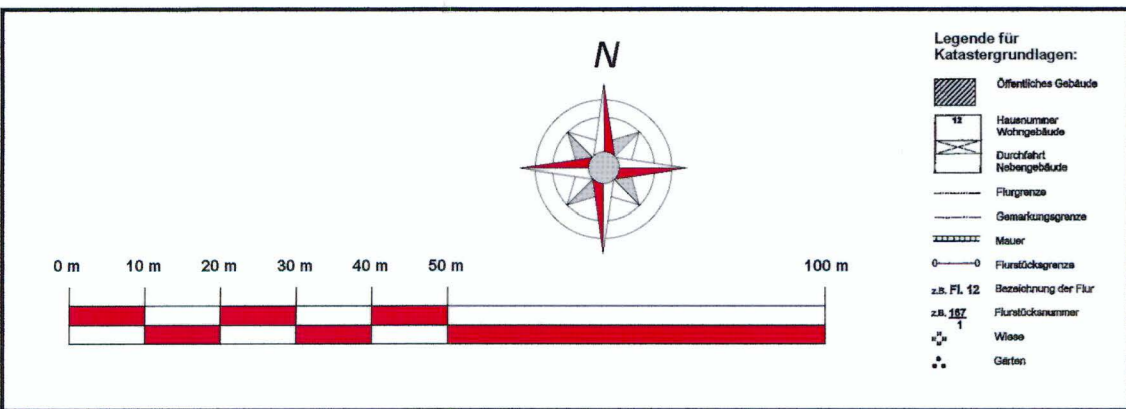 N
0 m 10 m 20 m 30 m 40 m 50 m 100 m
Legende für
Katastergrundlagen:
Öffentliches Gebäude
12 Hausnummer
Wohngebäude
Durchfahrt
Nebengebäude
Flurgrenze
Gemarkungsgrenze
Mauer
Flurstücksgrenze
z.B. Fl. 12 Bezeichnung der Flur
z.B. 167 Flurstücksnummer
1
Wiese
Gärten